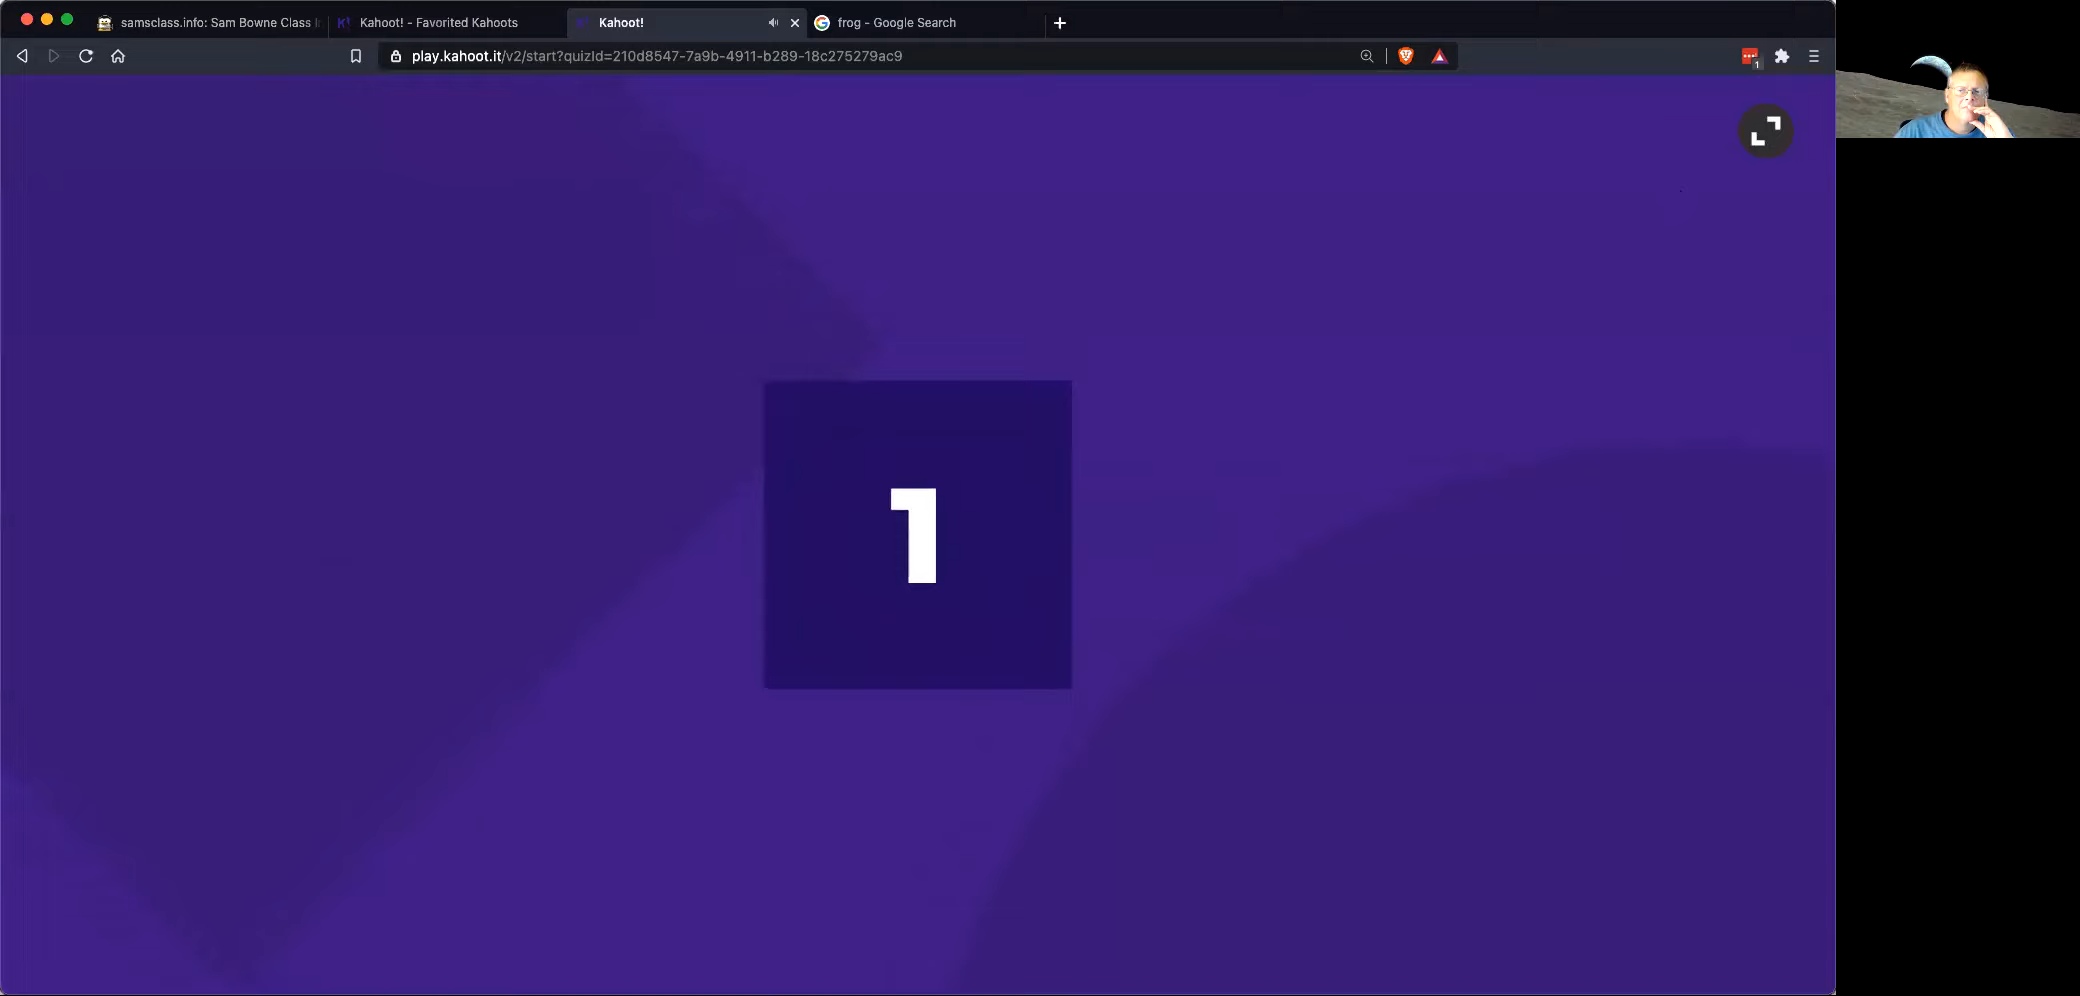 samsclass.info: Sam Bowne Class I
Kahoot! - Favorited Kahoots
Kahoot!
frog - Google Search
play.kahoot.it/v2/start?quizId=210d8547-7a9b-4911-b289-18c275279ac9
1
1